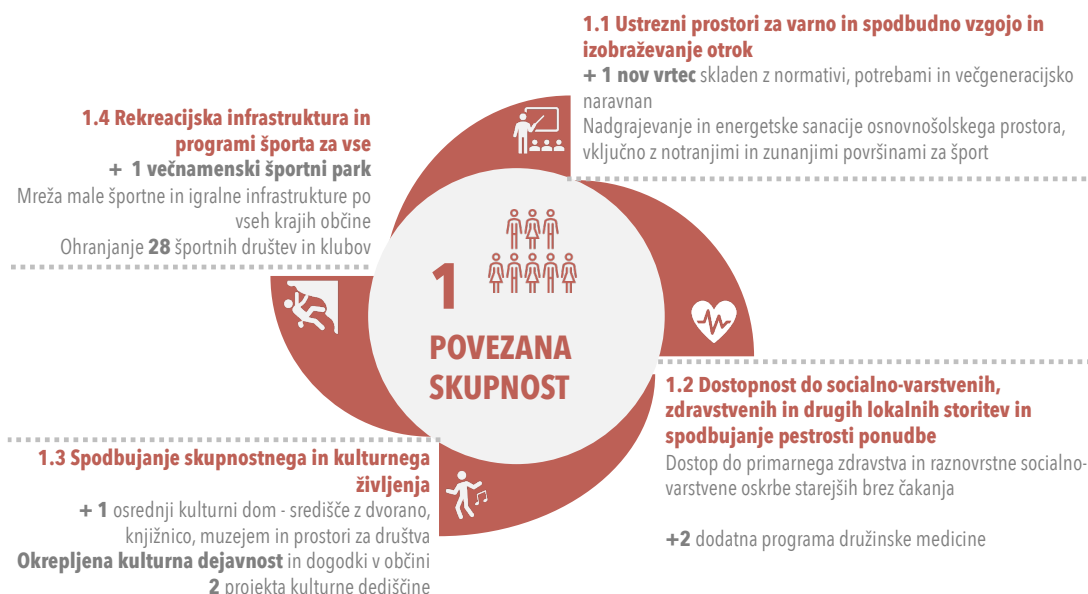 1.1 Ustrezni prostori za varno in spodbudno vzgojo in
izobraževanje otrok
+ 1 nov vrtec skladen z normativi, potrebami in večgeneracijsko
naravnan
Nadgrajevanje in energetske sanacije osnovnošolskega prostora,
vključno z notranjimi in zunanjimi površinami za šport
1.4 Rekreacijska infrastruktura in
programi športa za vse
+ 1 večnamenski športni park
Mreža male športne in igralne infrastrukture po
vseh krajih občine
Ohranjanje 28 športnih društev in klubov
1
POVEZANA
SKUPNOST
1.2 Dostopnost do socialno-varstvenih,
zdravstvenih in drugih lokalnih storitev in
spodbujanje pestrosti ponudbe
Dostop do primarnega zdravstva in raznovrstne socialno-
varstvene oskrbe starejših brez čakanja
+2 dodatna programa družinske medicine
1.3 Spodbujanje skupnostnega in kulturnega
življenja
+ 1 osrednji kulturni dom - središče z dvorano,
knjižnico, muzejem in prostori za društva
Okrepljena kulturna dejavnost in dogodki v občini
2 projekta kulturne dediščine